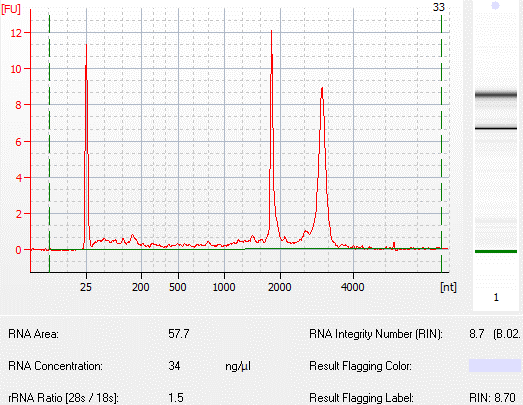 [FU]
33
12
10
8
6
4
2
0
25 200 500 1000 2000 4000 [nt]
1
RNA Area: 57.7
RNA Integrity Number (RIN): 8.7 (B.02.
RNA Concentration: 34 ng/µl
Result Flagging Color:
rRNA Ratio [28s / 18s]: 1.5
Result Flagging Label: RIN: 8.70